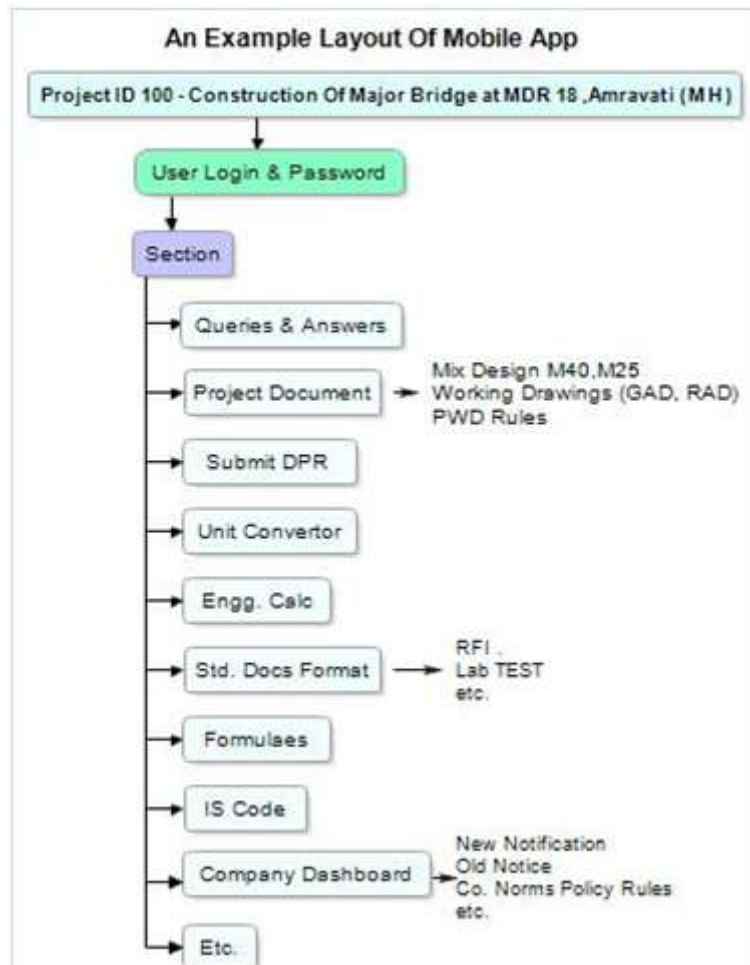 An Example Layout Of Mobile App
Project ID 100 - Construction Of Major Bridge at MDR 18 ,Amravati (MH)
User Login & Password
Section
Queries & Answers
Project Document
Mix Design M40,M25
Working Drawings (GAD, RAD)
PWD Rules
Submit DPR
Unit Convertor
Engg. Calc
Std. Docs Format
RFI .
Lab TEST
etc.
Formulaes
IS Code
Company Dashboard
New Notification
Old Notice
Co. Norms Policy Rules
etc.
Etc.